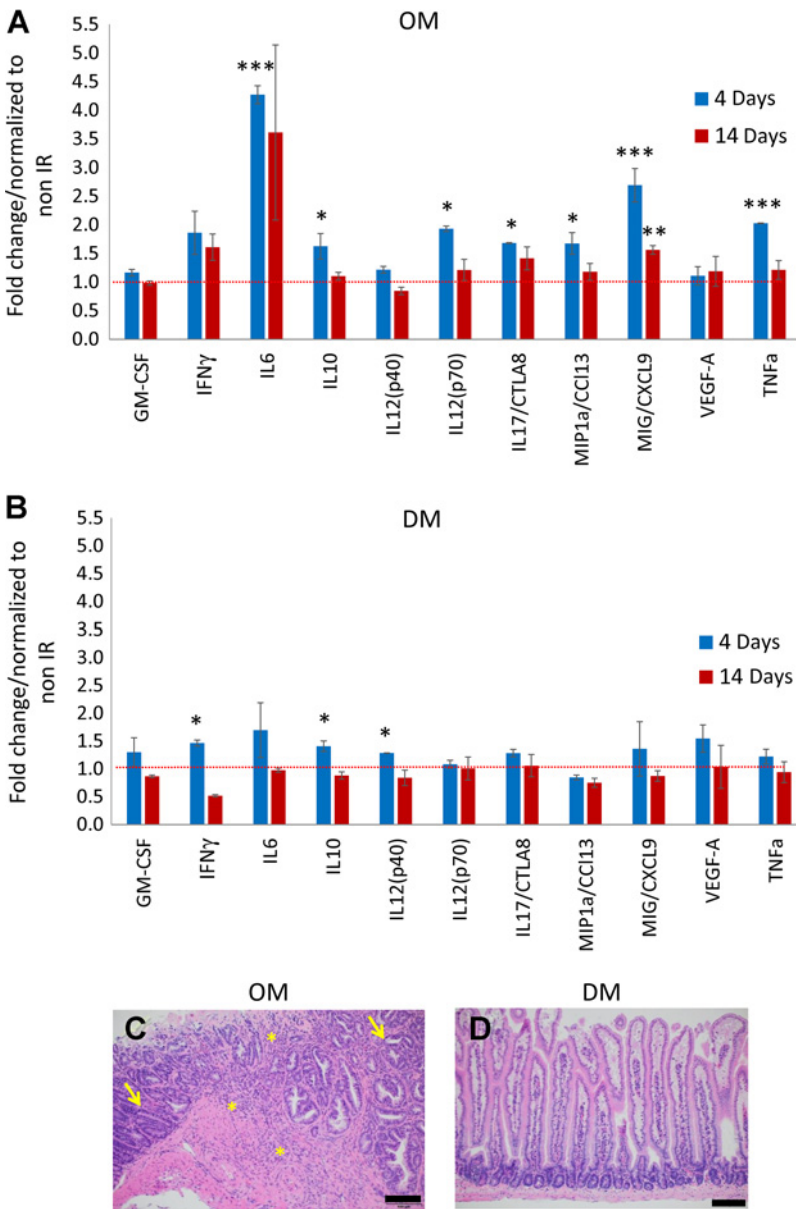 A
OM
Fold change/normalized to
non IR
5.5
5.0
4.5
4.0
3.5
3.0
2.5
2.0
1.5
1.0
0.5
0.0
***
*
*
*
*
***
**
***
4 Days
14 Days
GM-CSF
IFNγ
IL6
IL10
IL12(p40)
IL12(p70)
IL17/CTLA8
MIP1a/CCl13
MIG/CXCL9
VEGF-A
TNFa
B
DM
Fold change/normalized to
non IR
5.5
5.0
4.5
4.0
3.5
3.0
2.5
2.0
1.5
1.0
0.5
0.0
*
*
*
4 Days
14 Days
GM-CSF
IFNγ
IL6
IL10
IL12(p40)
IL12(p70)
IL17/CTLA8
MIP1a/CCl13
MIG/CXCL9
VEGF-A
TNFa
OM
DM
C
*
*
*
D